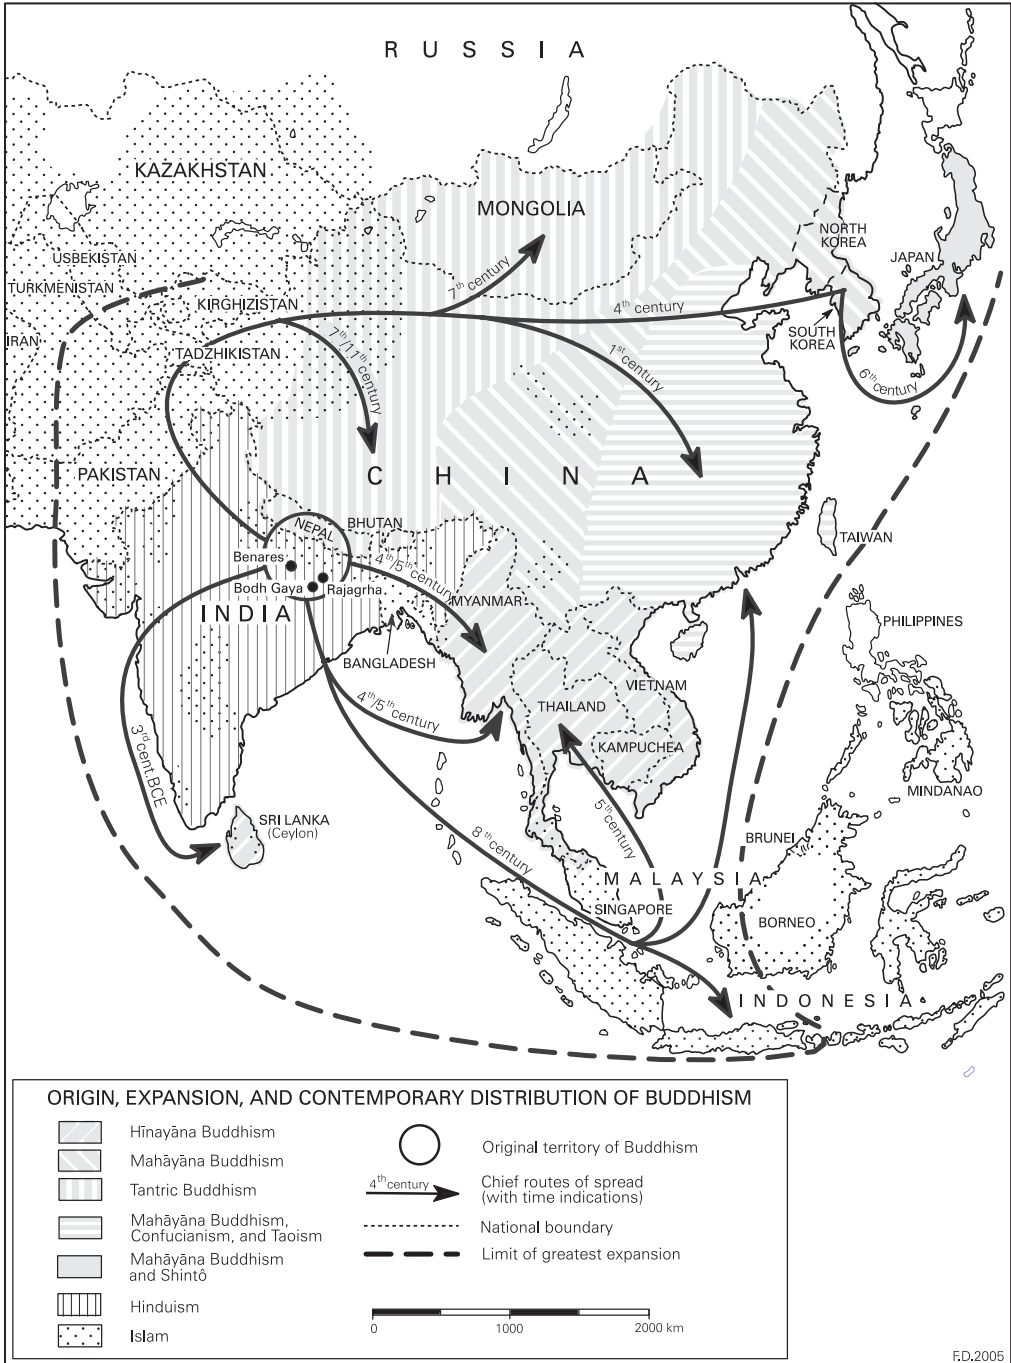 RUSSIA
KAZAKHSTAN
MONGOLIA
NORTH
KOREA
USBEKISTAN
JAPAN
TURKMENISTAN
7th century
KIRGHIZISTAN
4th century
IRAN
SOUTH
KOREA
TADZHIKISTAN
7th/11th
century
1st
century
6th
century
PAKISTAN
CHINA
BHUTAN
NEPAL
TAIWAN
Benares
4th/5th
century
Bodh Gaya
Rajagrha
MYANMAR
INDIA
PHILIPPINES
BANGLADESH
VIETNAM
4th/5th century
THAILAND
3rd cent.BCE
KAMPUCHEA
MINDANAO
SRI LANKA
(Ceylon)
8th
century
5th
century
BRUNEI
MALAYSIA
SINGAPORE
BORNEO
INDONESIA
ORIGIN, EXPANSION, AND CONTEMPORARY DISTRIBUTION OF BUDDHISM
Hīnayāna Buddhism
Mahāyāna Buddhism
Tantric Buddhism
Mahāyāna Buddhism,
Confucianism, and Taoism
Mahāyāna Buddhism
and Shintô
Hinduism
Islam
Original territory of Buddhism
4th century
Chief routes of spread
(with time indications)
National boundary
Limit of greatest expansion
0 1000 2000 km
F.D.2005